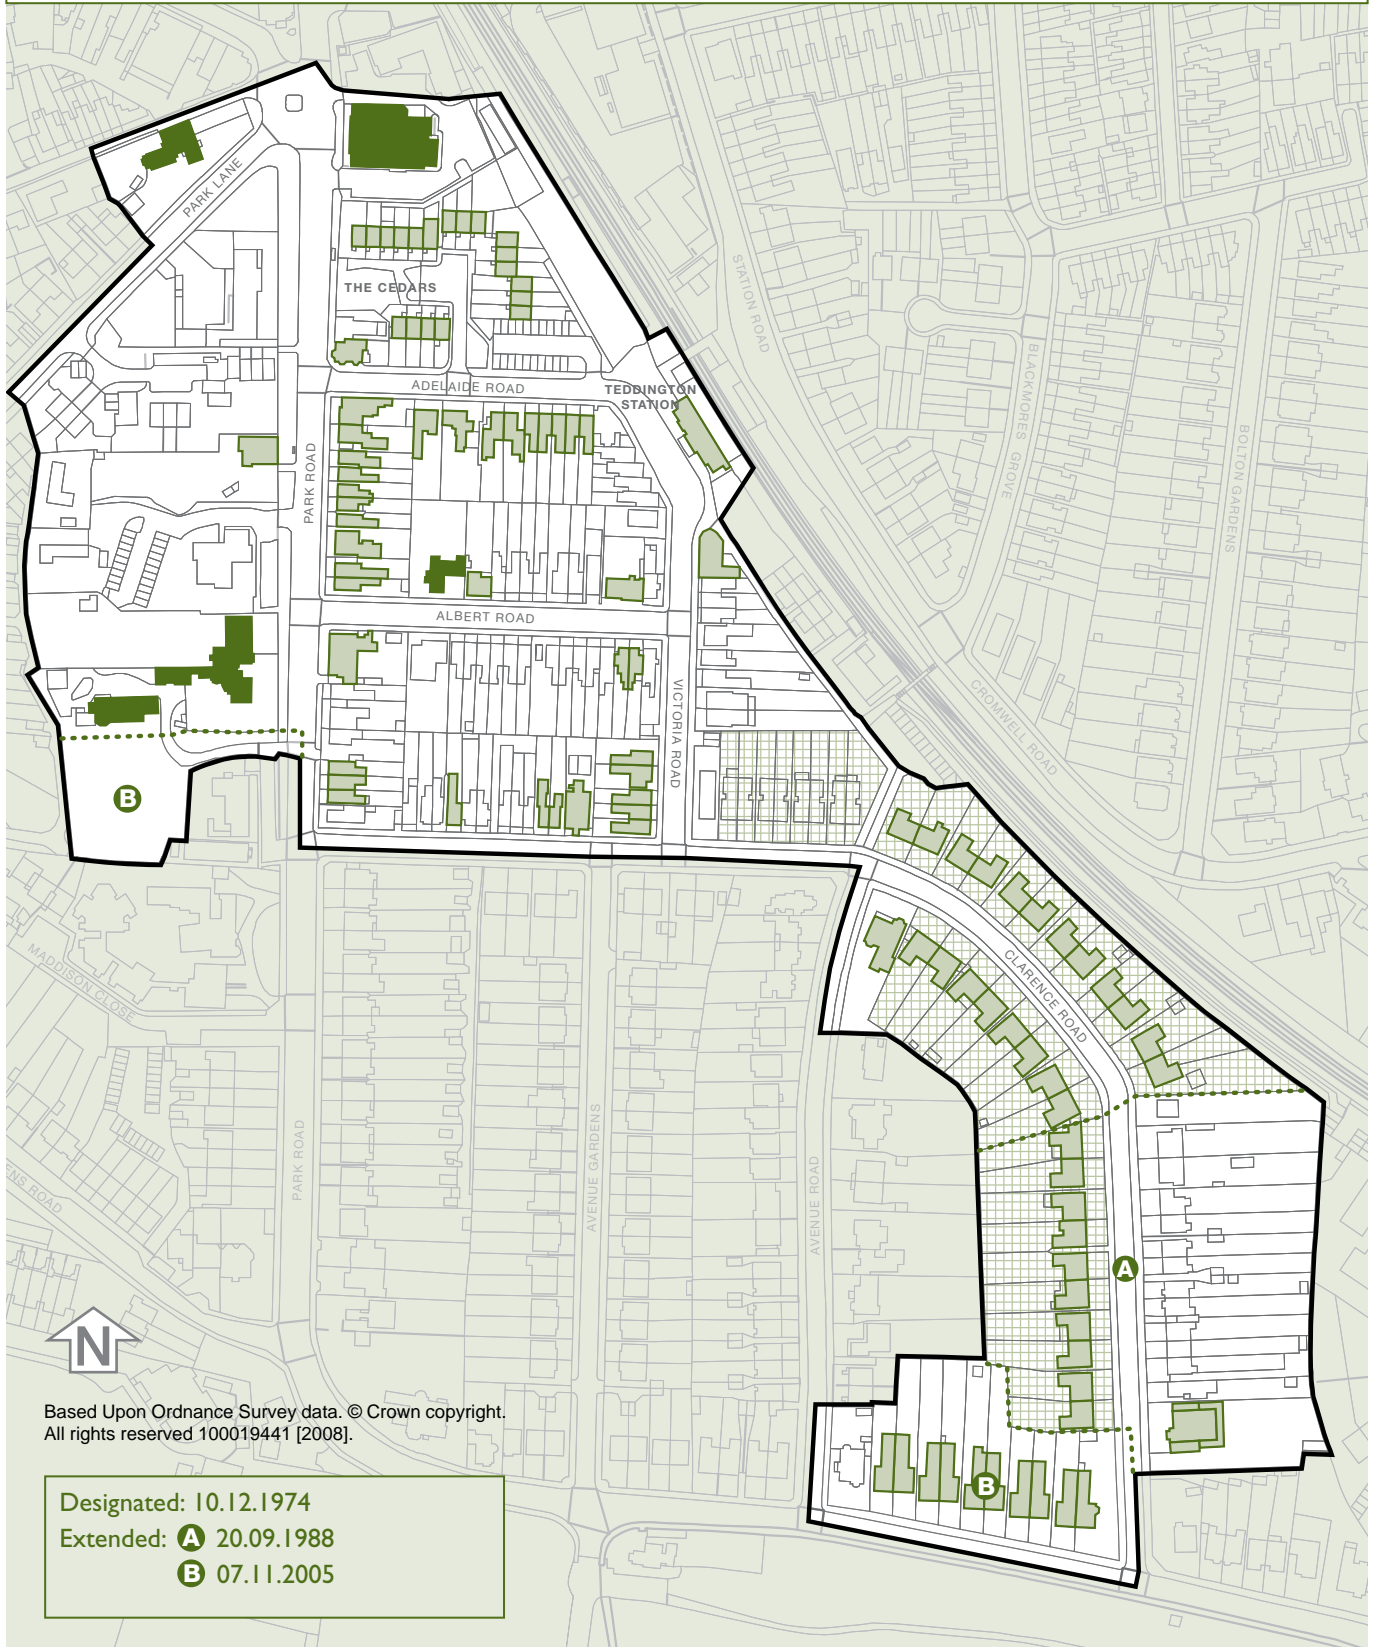 PARK LANE
THE CEDARS
STATION ROAD
ADELAIDE ROAD
TEDDINGTON
STATION
BLACKMORES GROVE
BOLTON GARDENS
PARK ROAD
ALBERT ROAD
VICTORIA ROAD
CROMWELL ROAD
B
CLARENCE ROAD
MADDISON CLOSE
PARK ROAD
AVENUE GARDENS
AVENUE ROAD
ENS ROAD
A
N
Based Upon Ordnance Survey data. © Crown copyright.
All rights reserved 100019441 [2008].
B
Designated: 10.12.1974
Extended: A 20.09.1988
B 07.11.2005